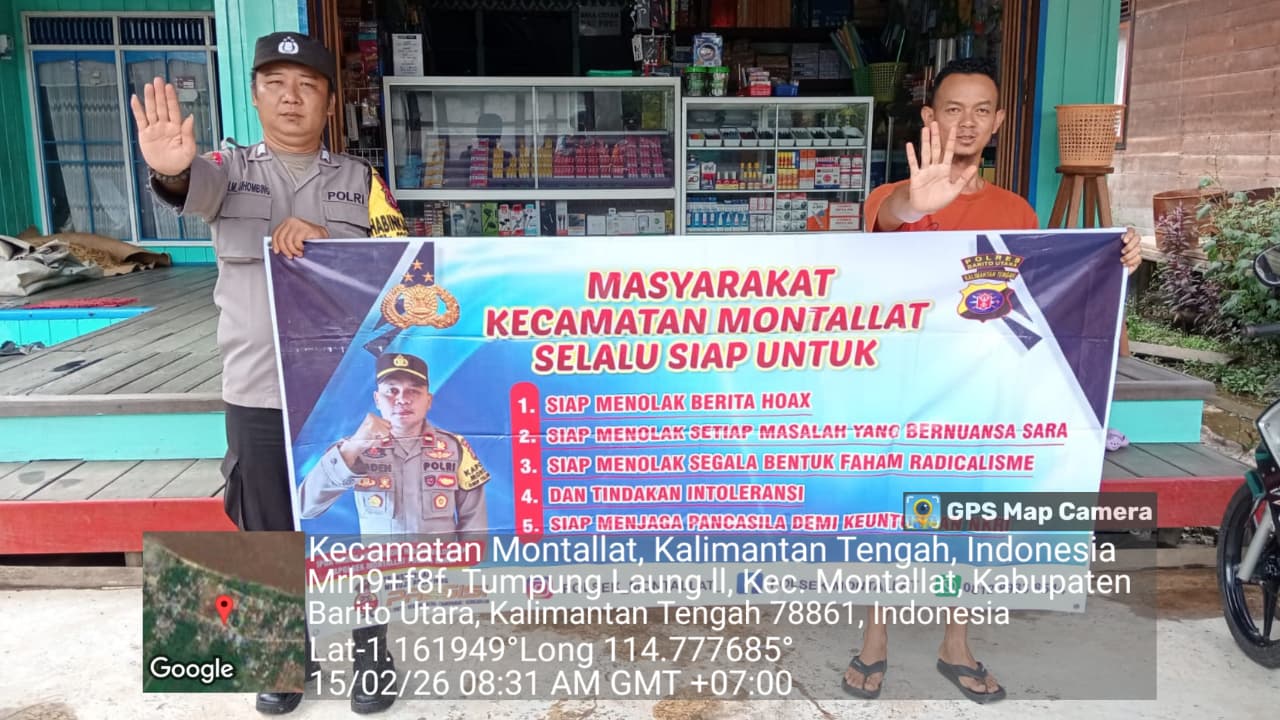 POLRI
POLRES
BARITO UTARA
KALIMANTAN TENGAH
MASYARAKAT
KECAMATAN MONTALLAT
SELALU SIAP UNTUK
1. SIAP MENOLAK BERITA HOAX
2. SIAP MENOLAK SETIAP MASALAH YANG BERNUANSA SARA
3. SIAP MENOLAK SEGALA BENTUK FAHAM RADICALISME
4. DAN TINDAKAN INTOLERANSI
5. SIAP MENJAGA PANCASILA DEMI
POLRI
GPS Map Camera
Kecamatan Montallat, Kalimantan Tengah, Indonesia
Mrh9+f8f, Tumpung Laung ll, Kec. Montallat, Kabupaten
Barito Utara, Kalimantan Tengah 78861, Indonesia
Lat-1.161949°Long 114.777685°
15/02/26 08:31 AM GMT +07:00
Google